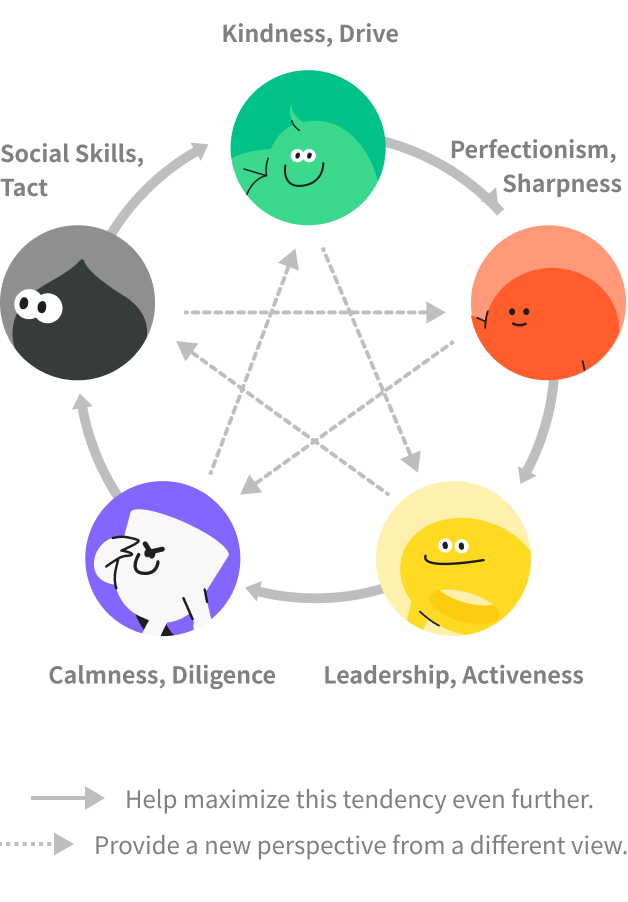 Kindness, Drive
Social Skills,
Tact
Perfectionism,
Sharpness
Calmness, Diligence
Leadership, Activeness
Help maximize this tendency even further.
Provide a new perspective from a different view.